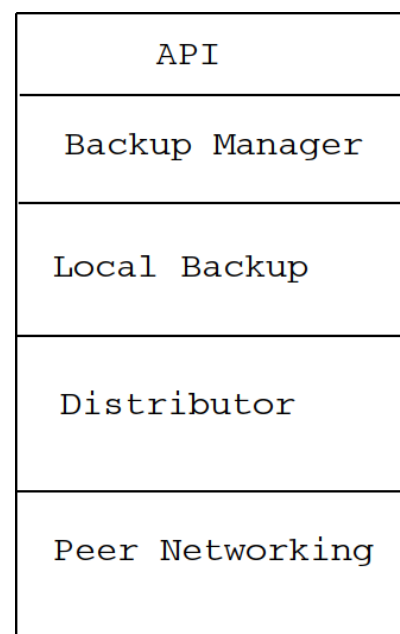 API
Backup Manager
Local Backup
Distributor
Peer Networking